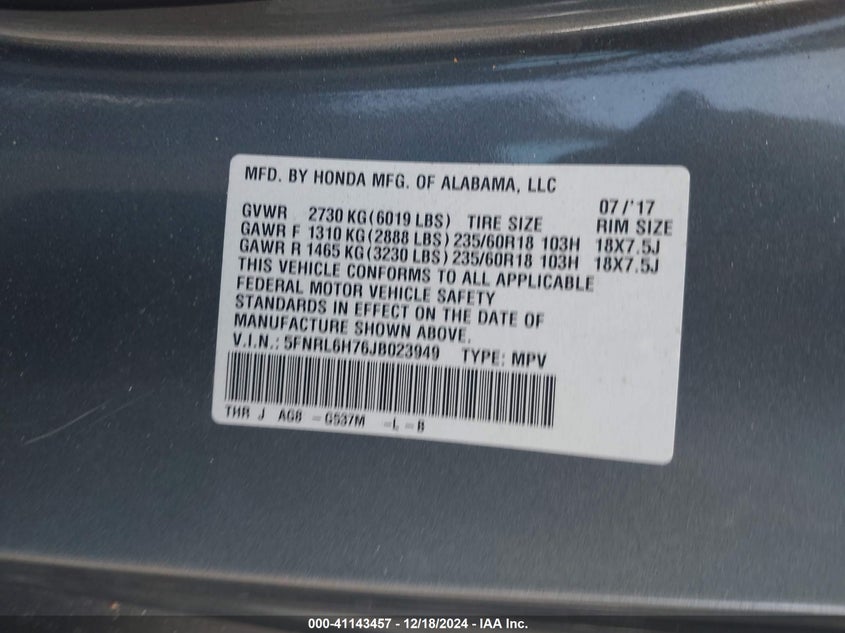 MFD. BY HONDA MFG. OF ALABAMA, LLC 07/'17
GVWR 2730 KG(6019 LBS) TIRE SIZE RIM SIZE
GAWR F 1310 KG(2888 LBS) 235/60R18 103H 18X7.5J
GAWR R 1465 KG(3230 LBS) 235/60R18 103H 18X7.5J
THIS VEHICLE CONFORMS TO ALL APPLICABLE
FEDERAL MOTOR VEHICLE SAFETY
STANDARDS IN EFFECT ON THE DATE OF
MANUFACTURE SHOWN ABOVE.
V.I.N.: 5FNRL6H76JB023949 TYPE: MPV
THR J AG8 -G537M -L-B
000-41143457 - 12/18/2024 - IAA Inc.